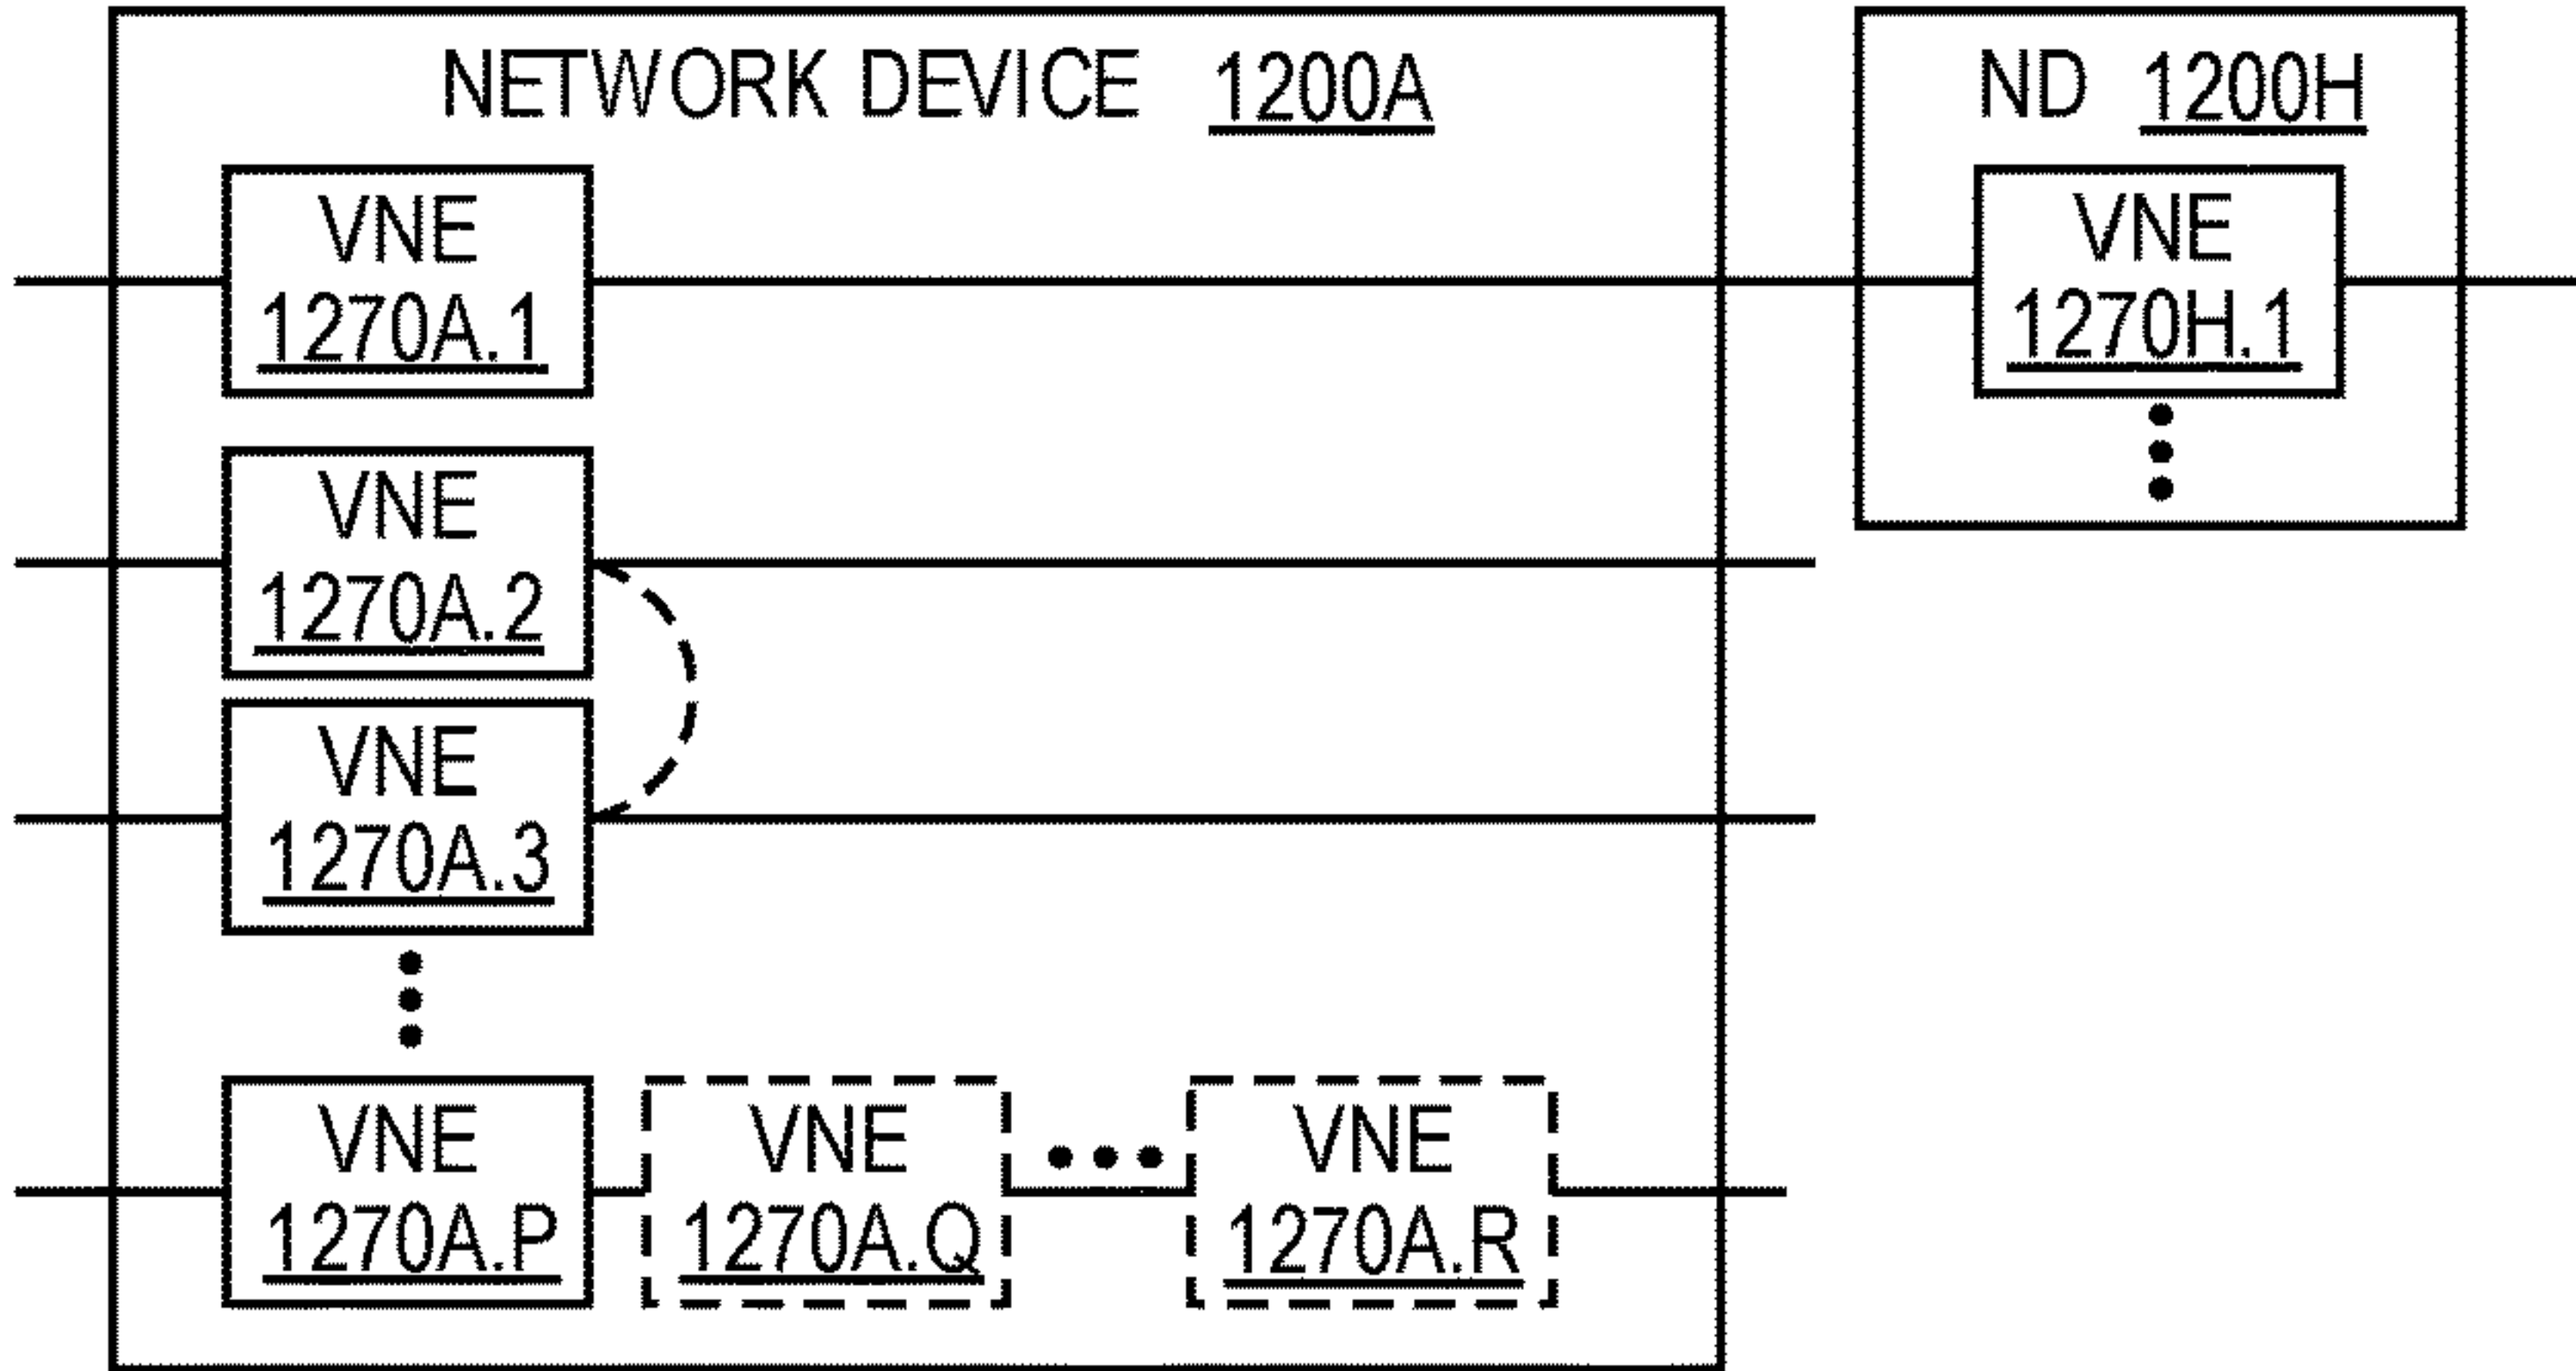 NETWORK DEVICE 1200A
ND 1200H
VNE
1270A.1
VNE
1270H.1
VNE
1270A.2
VNE
1270A.3
VNE
1270A.P
VNE
1270A.Q
VNE
1270A.R